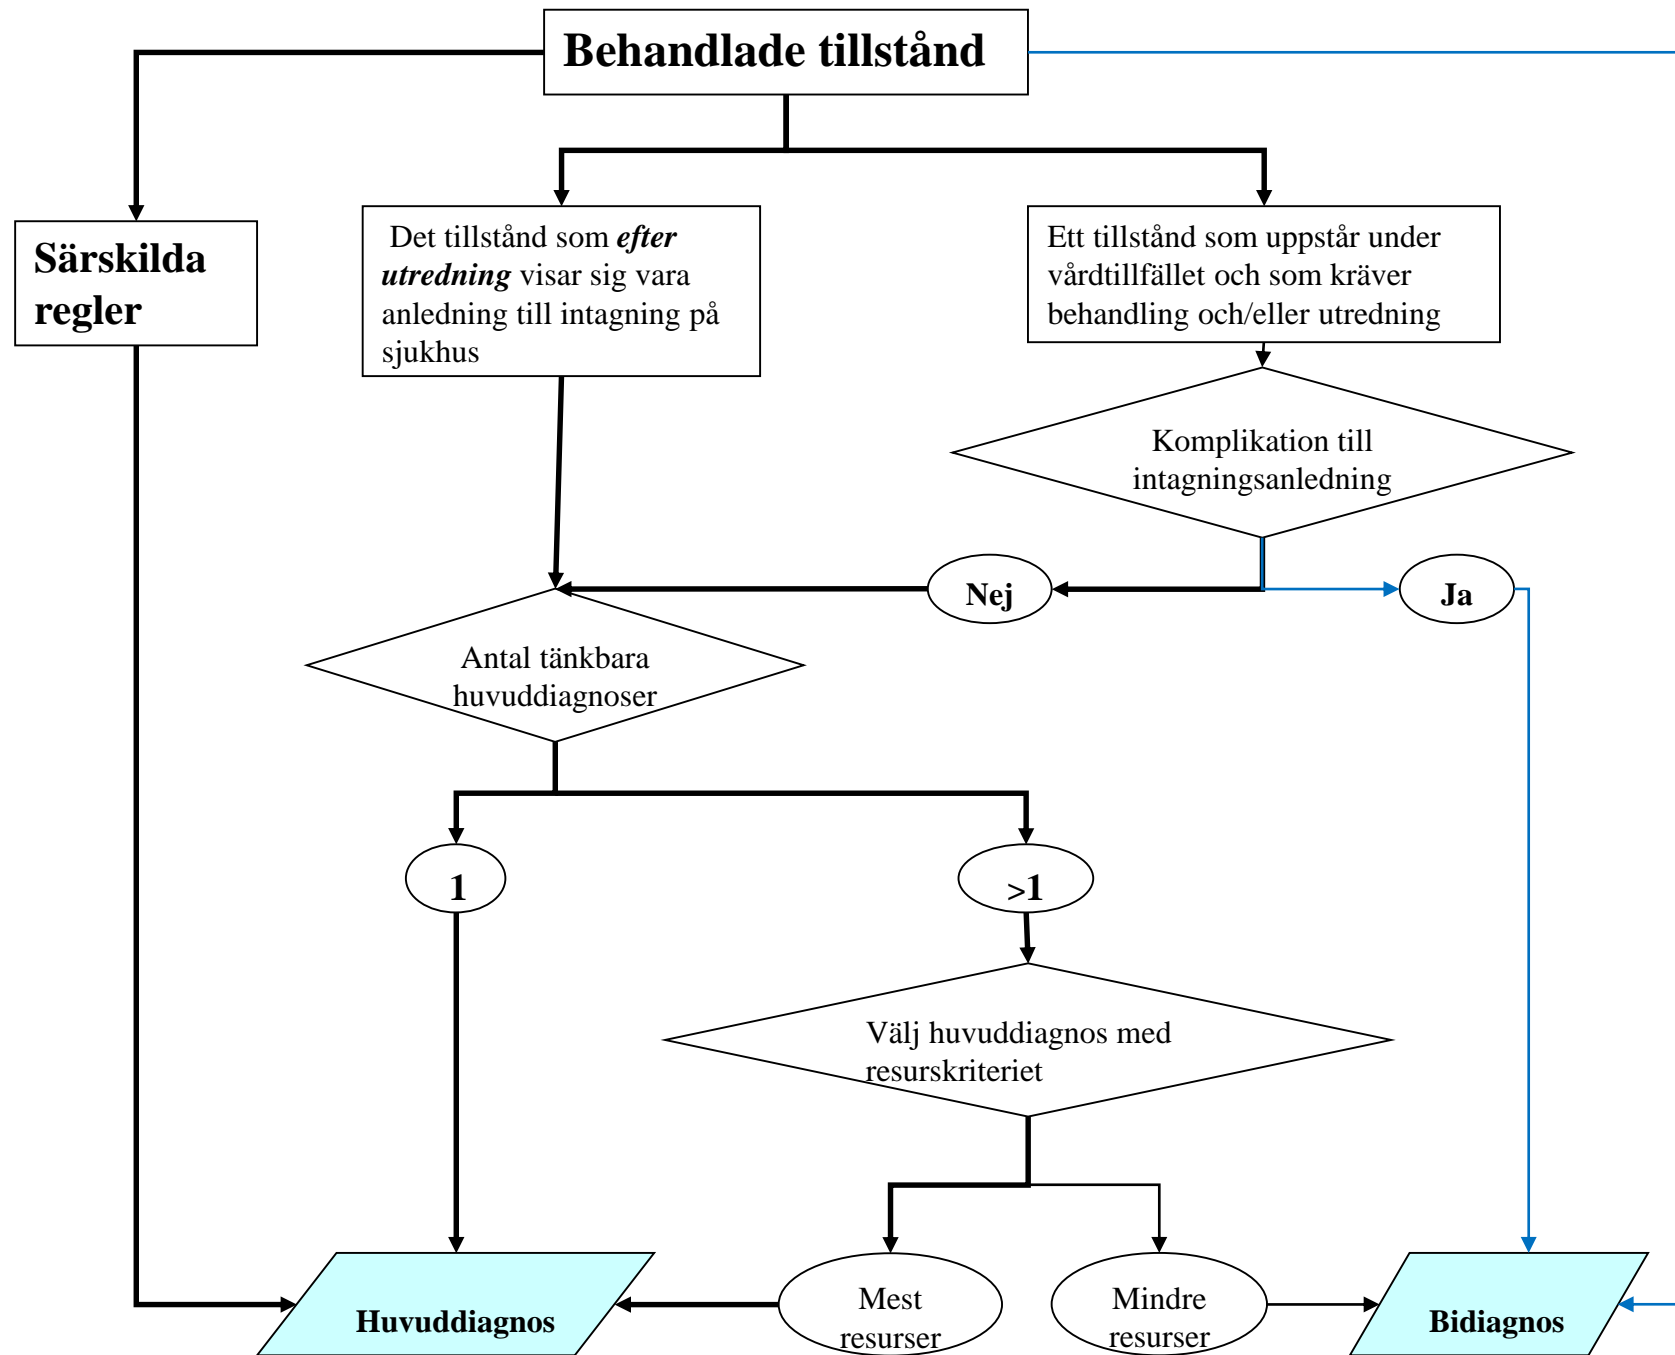 Behandlade tillstånd
Särskilda
regler
Det tillstånd som efter
utredning visar sig vara
anledning till intagning på
sjukhus
Ett tillstånd som uppstår under
vårdtillfället och som kräver
behandling och/eller utredning
Komplikation till
intagningsanledning
Nej
Ja
Antal tänkbara
huvuddiagnoser
1
>1
Välj huvuddiagnos med
resurskriteriet
Mest
resurser
Mindre
resurser
Huvuddiagnos
Bidiagnos